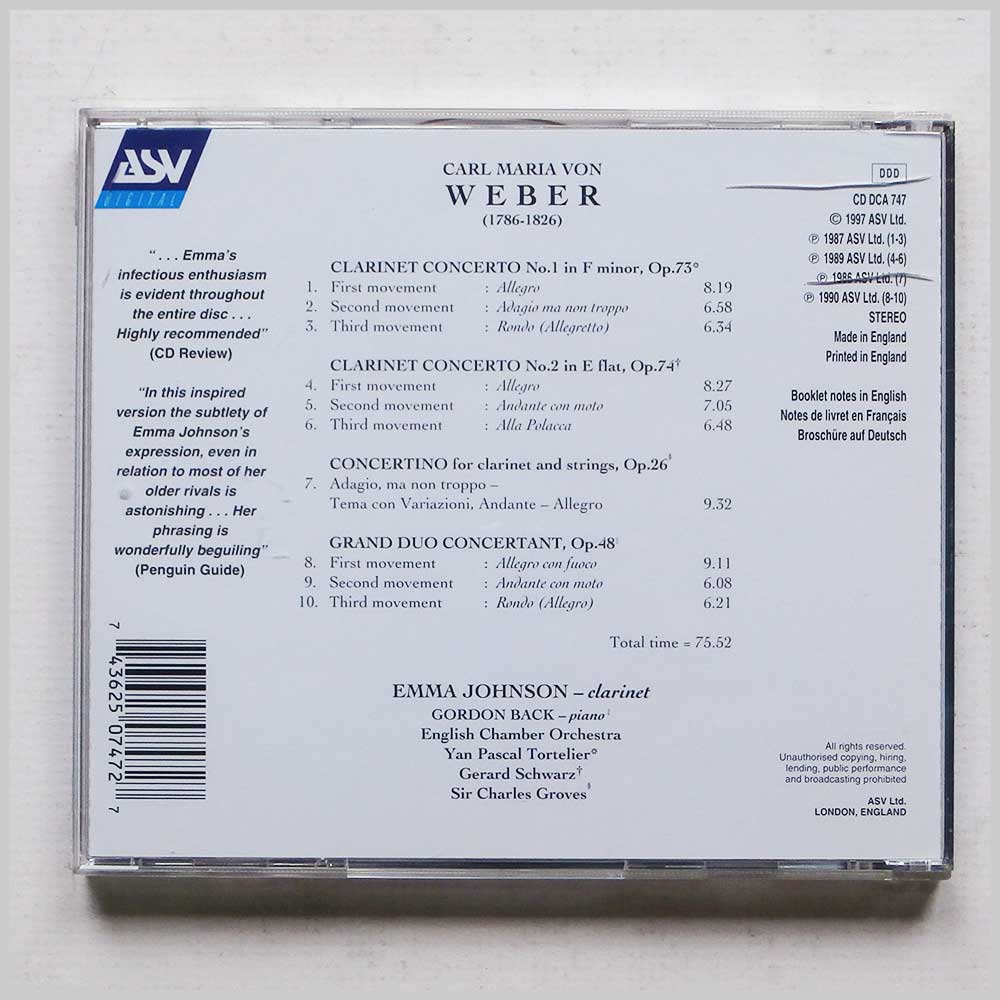 ASV
DIGITAL
CARL MARIA VON
WEBER
(1786-1826)
"... Emma's
infectious enthusiasm
is evident throughout
the entire disc ...
Highly recommended"
(CD Review)
"In this inspired
version the subtlety of
Emma Johnson's
expression, even in
relation to most of her
older rivals is
astonishing ... Her
phrasing is
wonderfully beguiling"
(Penguin Guide)
7 43625 07472 7
CLARINET CONCERTO No.1 in F minor, Op.73°
1. First movement : Allegro 8.19
2. Second movement : Adagio ma non troppo 6.58
3. Third movement : Rondo (Allegretto) 6.34
CLARINET CONCERTO No.2 in E flat, Op.74†
4. First movement : Allegro 8.27
5. Second movement : Andante con moto 7.05
6. Third movement : Alla Polacca 6.48
CONCERTINO for clarinet and strings, Op.26§
7. Adagio, ma non troppo –
Tema con Variazioni, Andante – Allegro 9.32
GRAND DUO CONCERTANT, Op.48‡
8. First movement : Allegro con fuoco 9.11
9. Second movement : Andante con moto 6.08
10. Third movement : Rondo (Allegro) 6.21
Total time = 75.52
EMMA JOHNSON – clarinet
GORDON BACK – piano‡
English Chamber Orchestra
Yan Pascal Tortelier°
Gerard Schwarz†
Sir Charles Groves§
DDD
CD DCA 747
© 1997 ASV Ltd.
℗ 1987 ASV Ltd. (1-3)
℗ 1989 ASV Ltd. (4-6)
℗ 1986 ASV Ltd. (7)
℗ 1990 ASV Ltd. (8-10)
STEREO
Made in England
Printed in England
Booklet notes in English
Notes de livret en Français
Broschüre auf Deutsch
All rights reserved.
Unauthorised copying, hiring,
lending, public performance
and broadcasting prohibited
ASV Ltd.
LONDON, ENGLAND